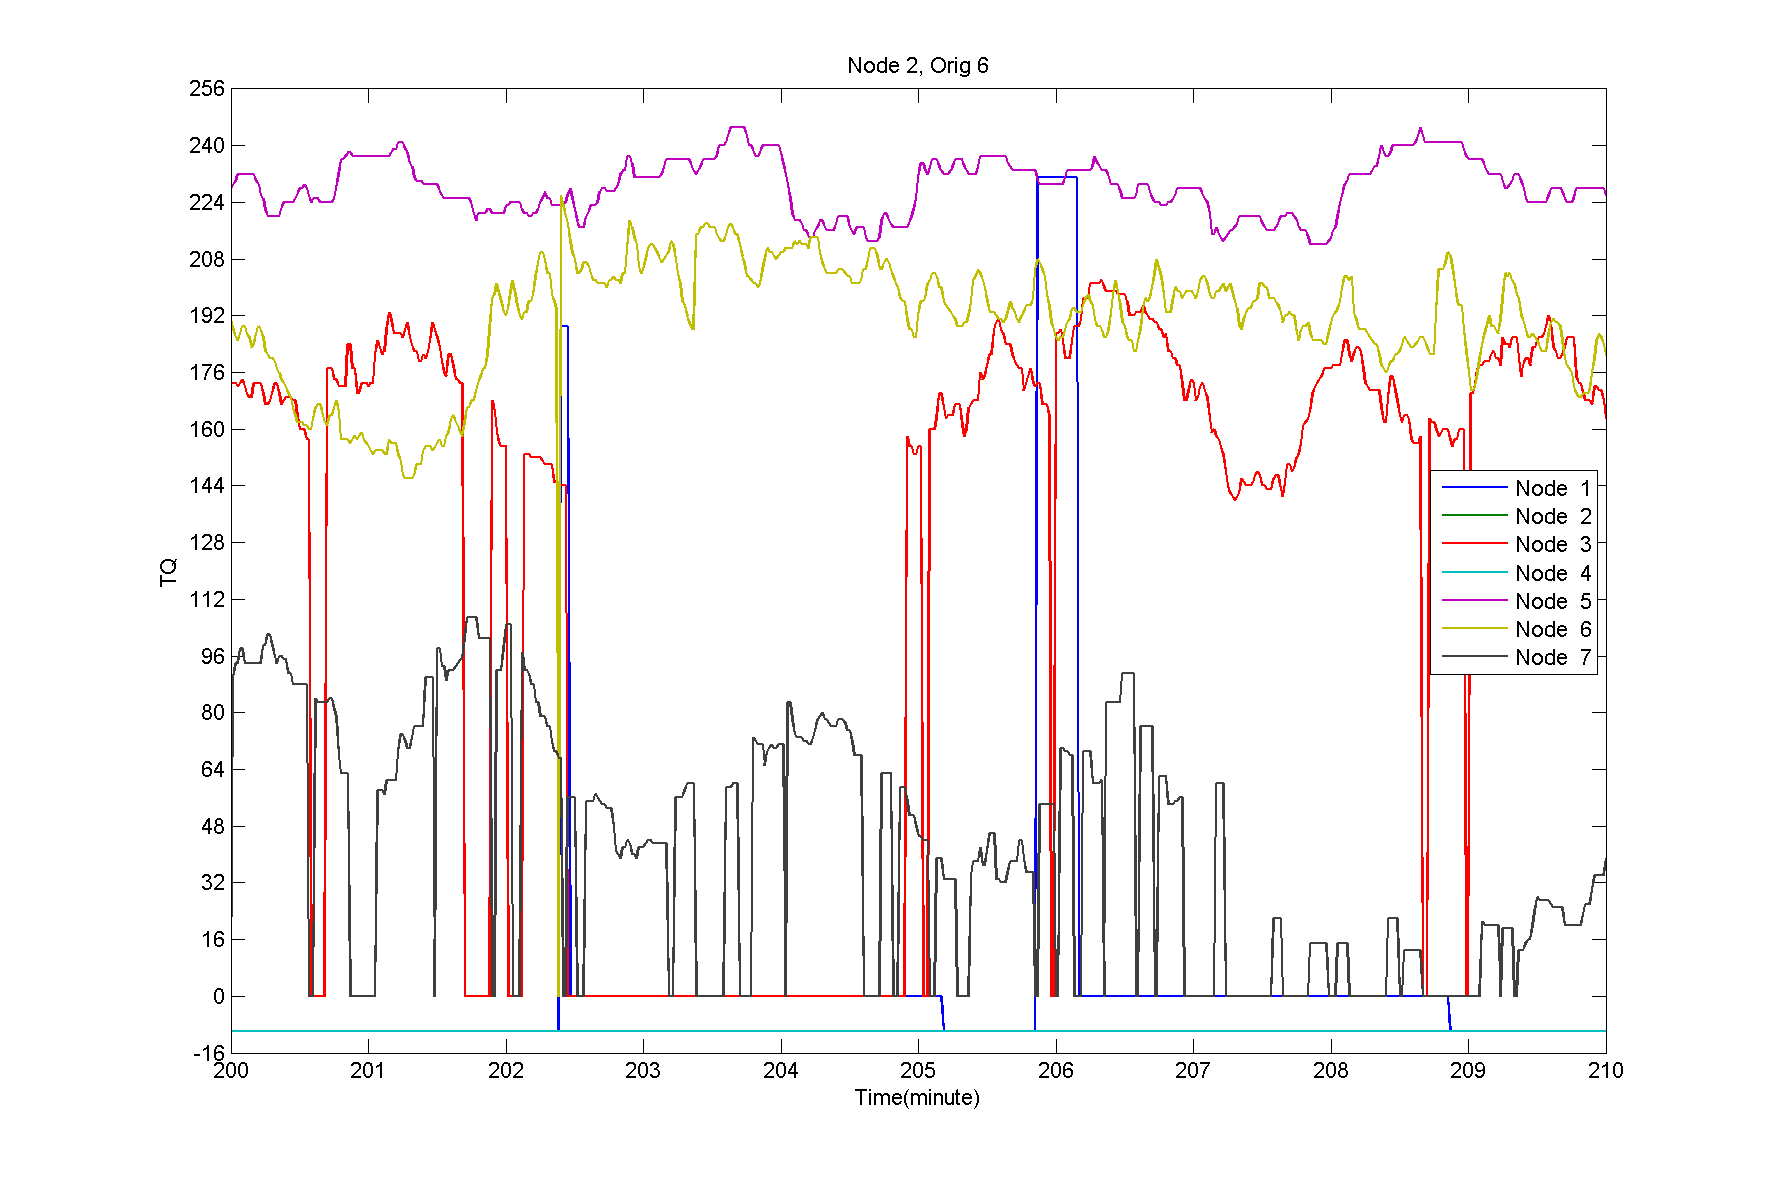 Node 2, Orig 6
256
240
224
208
192
176
160
144
128
112
96
80
64
48
32
16
0
-16
TQ
Node 1
Node 2
Node 3
Node 4
Node 5
Node 6
Node 7
200 201 202 203 204 205 206 207 208 209 210
Time(minute)